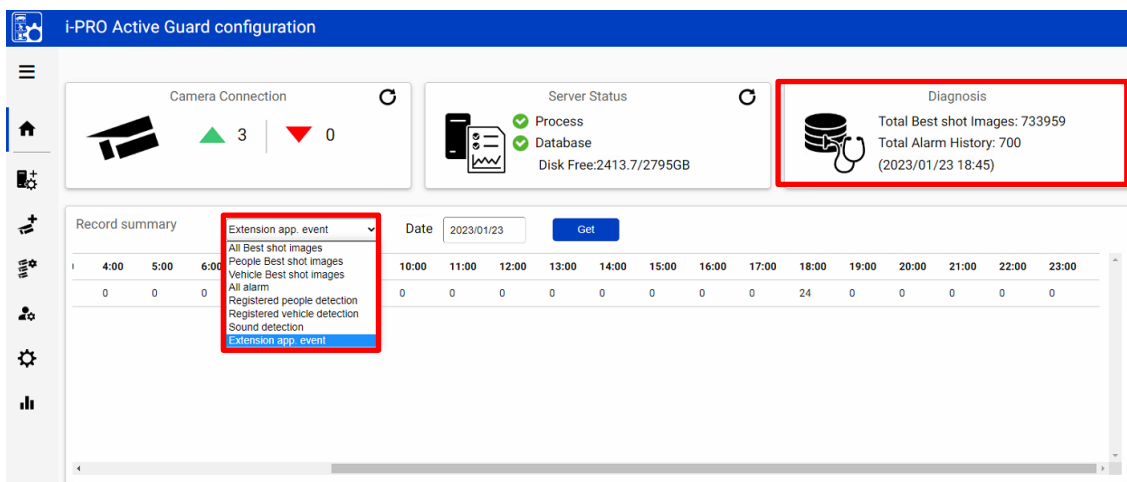 i-PRO Active Guard configuration
Camera Connection
3
0
Server Status
Process
Database
Disk Free:2413.7/2795GB
Diagnosis
Total Best shot Images: 733959
Total Alarm History: 700
(2023/01/23 18:45)
Record summary
Extension app. event
Date
2023/01/23
Get
All Best shot images
People Best shot images
Vehicle Best shot images
All alarm
Registered people detection
Registered vehicle detection
Sound detection
Extension app. event
4:00 5:00 6:00 10:00 11:00 12:00 13:00 14:00 15:00 16:00 17:00 18:00 19:00 20:00 21:00 22:00 23:00
0 0 0 0 0 0 0 0 0 0 0 24 0 0 0 0 0